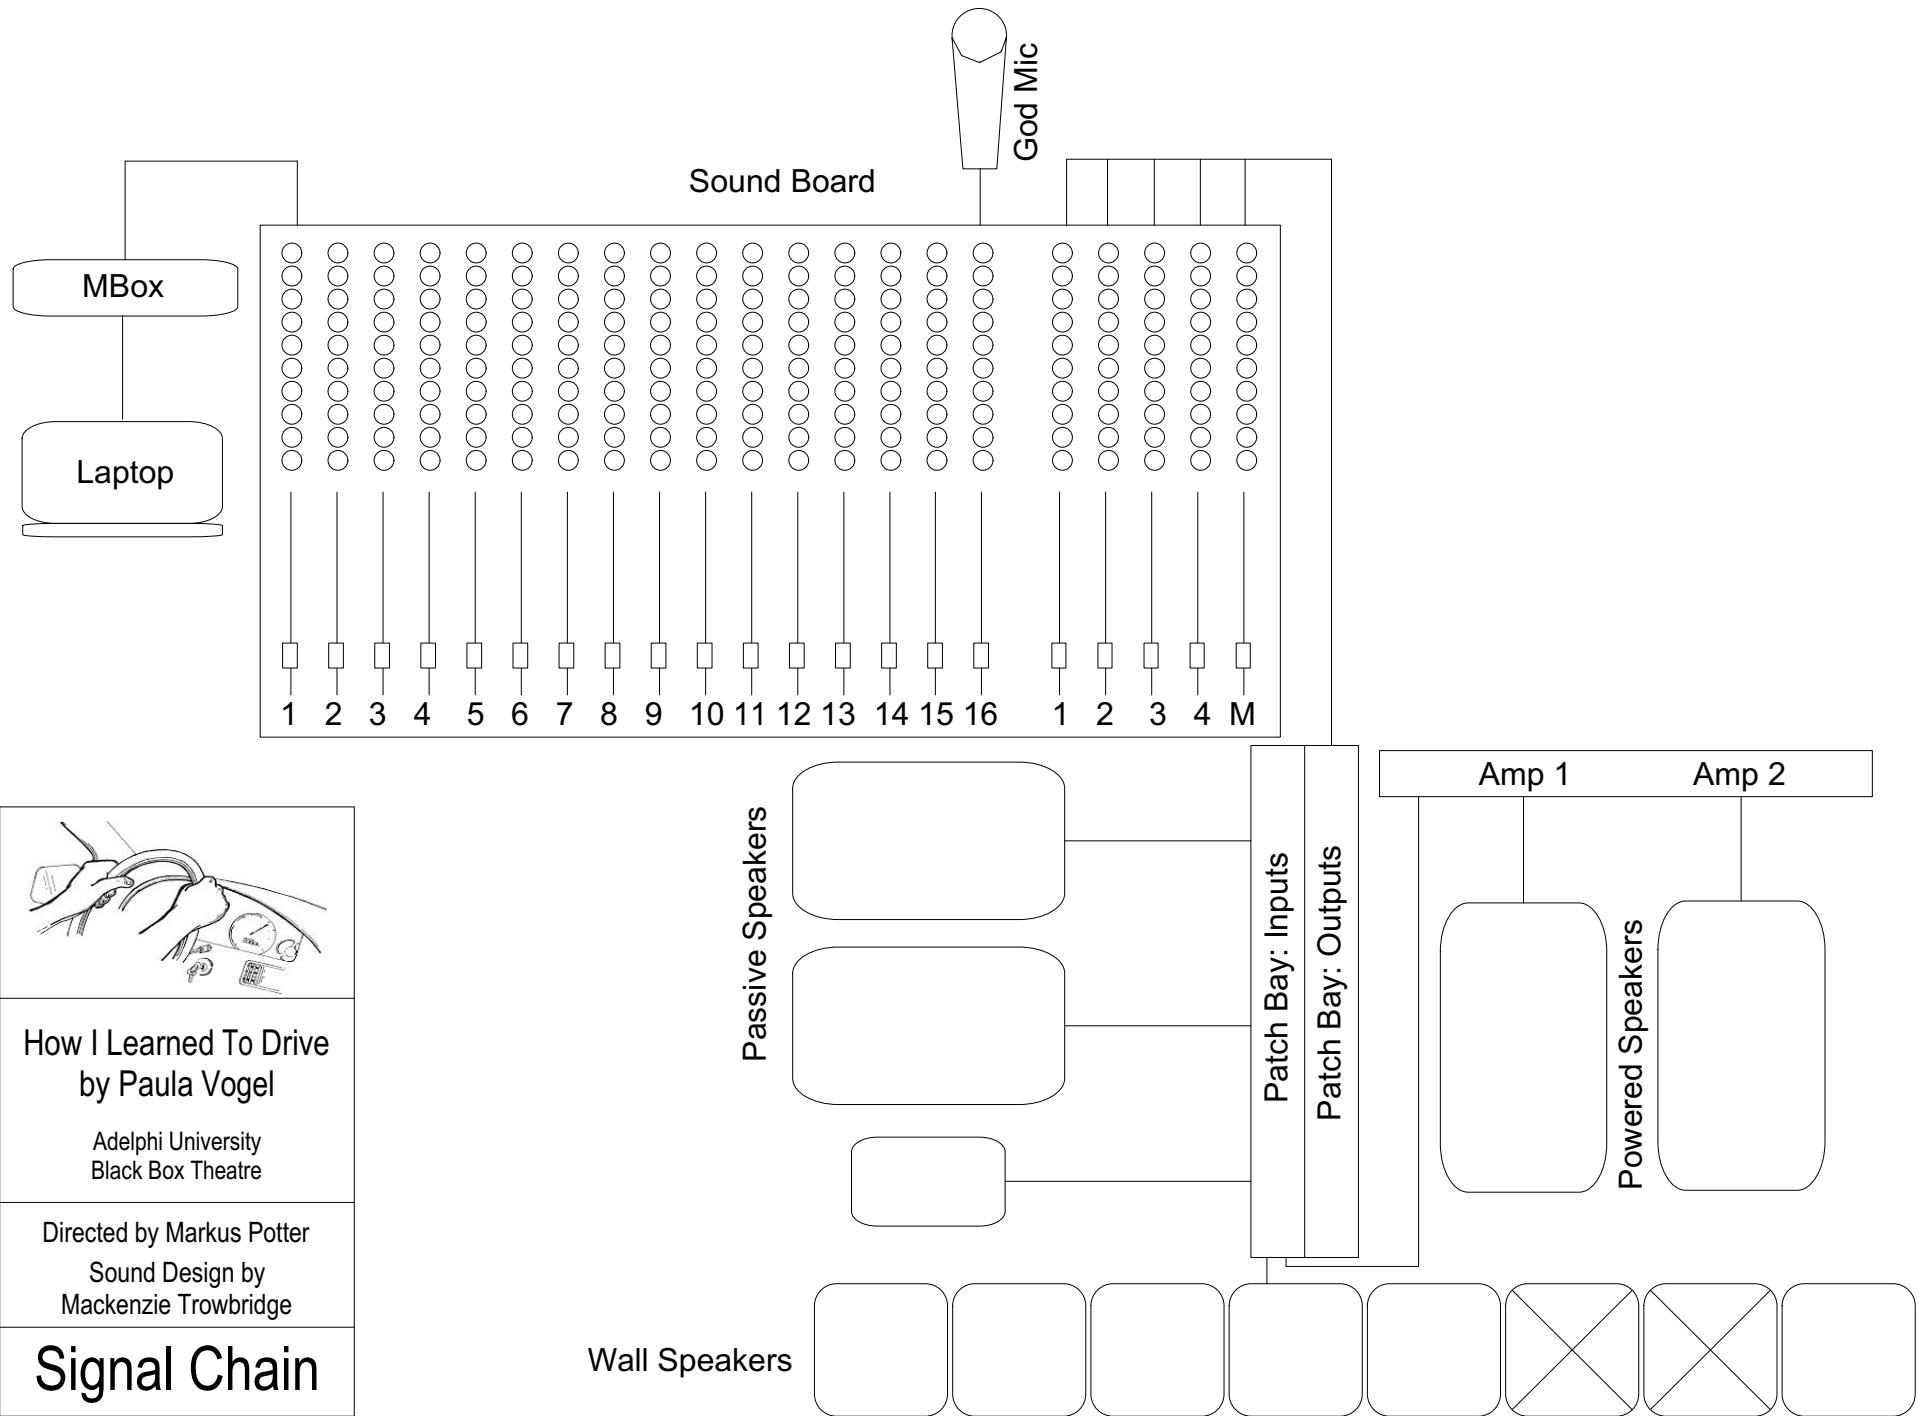 God Mic
Sound Board
MBox
Laptop
1 2 3 4 5 6 7 8 9 10 11 12 13 14 15 16 1 2 3 4 M
Amp 1 Amp 2
Passive Speakers
Patch Bay: Inputs
Patch Bay: Outputs
Powered Speakers
How I Learned To Drive
by Paula Vogel
Adelphi University
Black Box Theatre
Directed by Markus Potter
Sound Design by
Mackenzie Trowbridge
Signal Chain
Wall Speakers